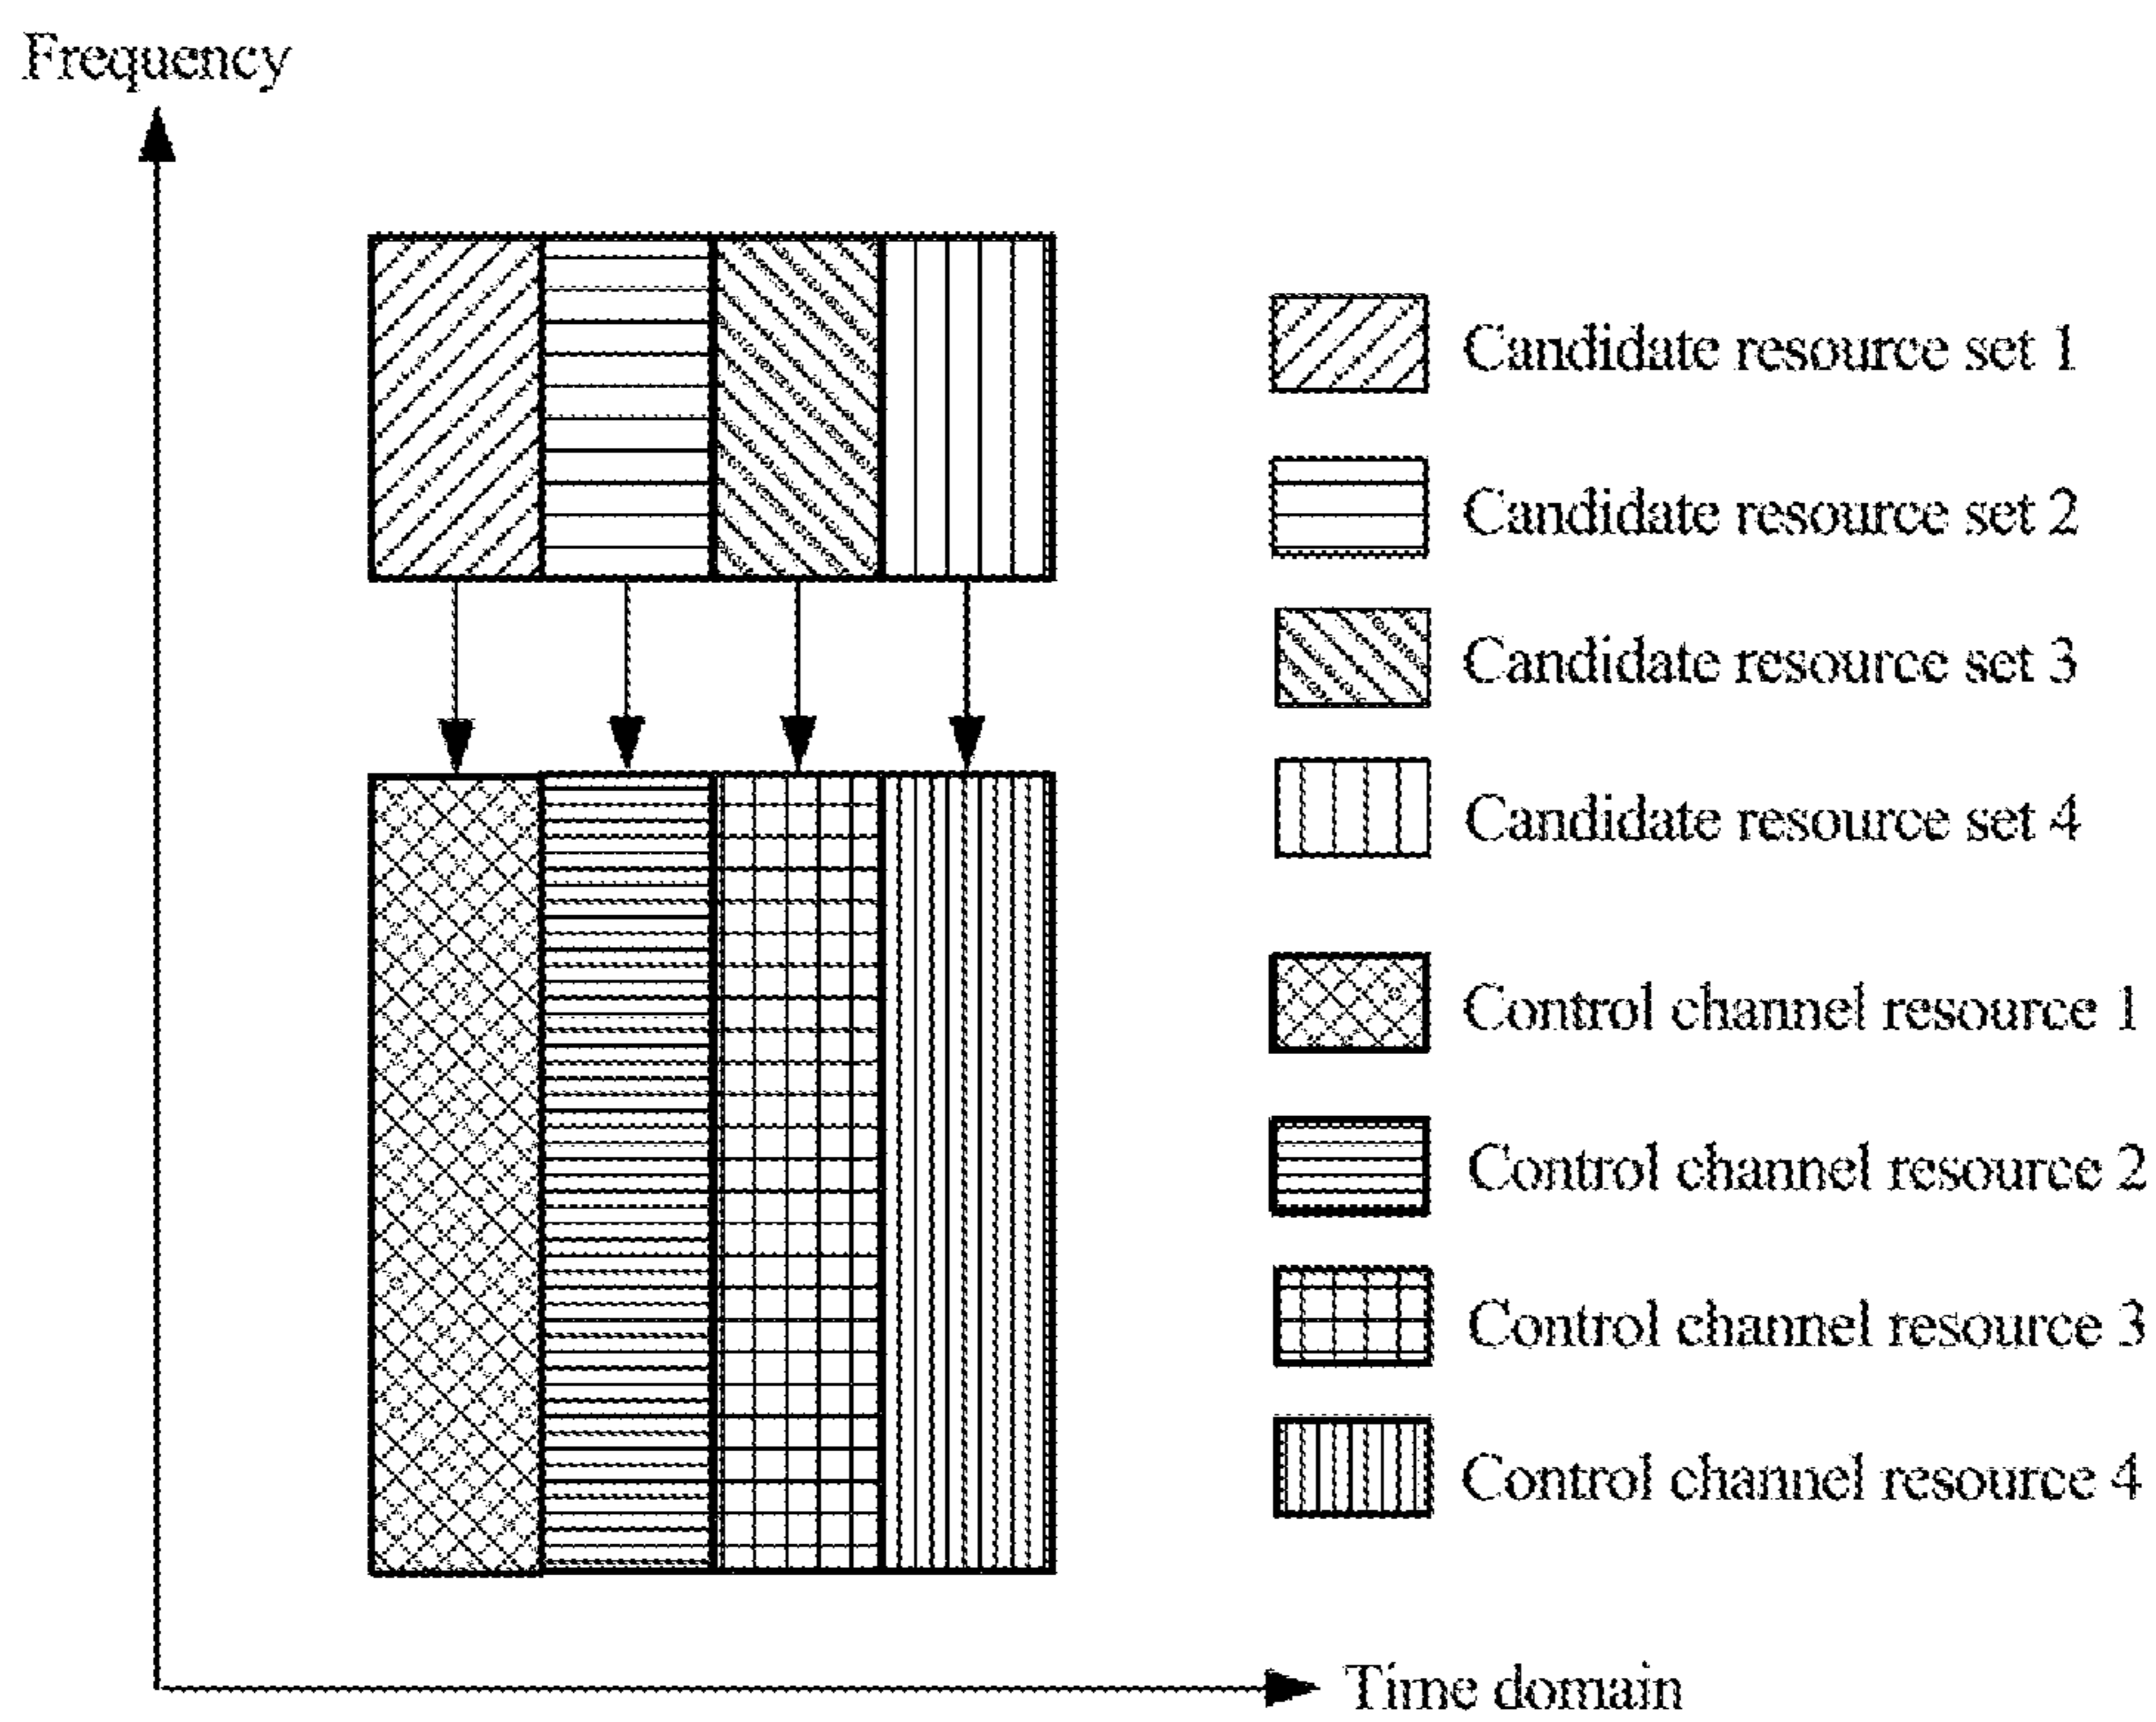 Frequency
Candidate resource set 1
Candidate resource set 2
Candidate resource set 3
Candidate resource set 4
Control channel resource 1
Control channel resource 2
Control channel resource 3
Control channel resource 4
Time domain